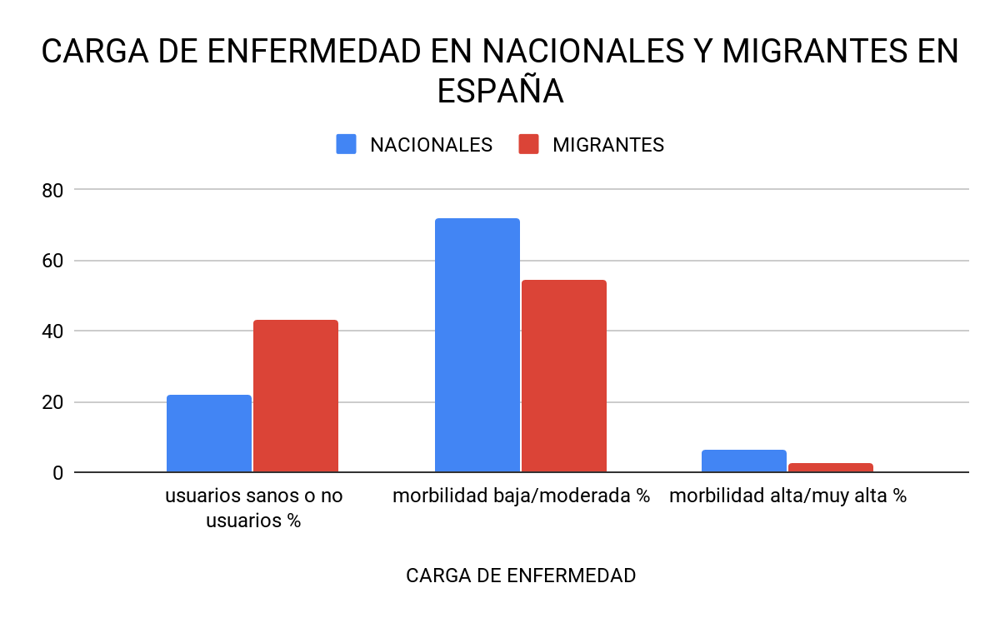 CARGA DE ENFERMEDAD EN NACIONALES Y MIGRANTES EN
ESPAÑA
NACIONALES
MIGRANTES
80
60
40
20
0
usuarios sanos o no
usuarios %
morbilidad baja/moderada %
morbilidad alta/muy alta %
CARGA DE ENFERMEDAD